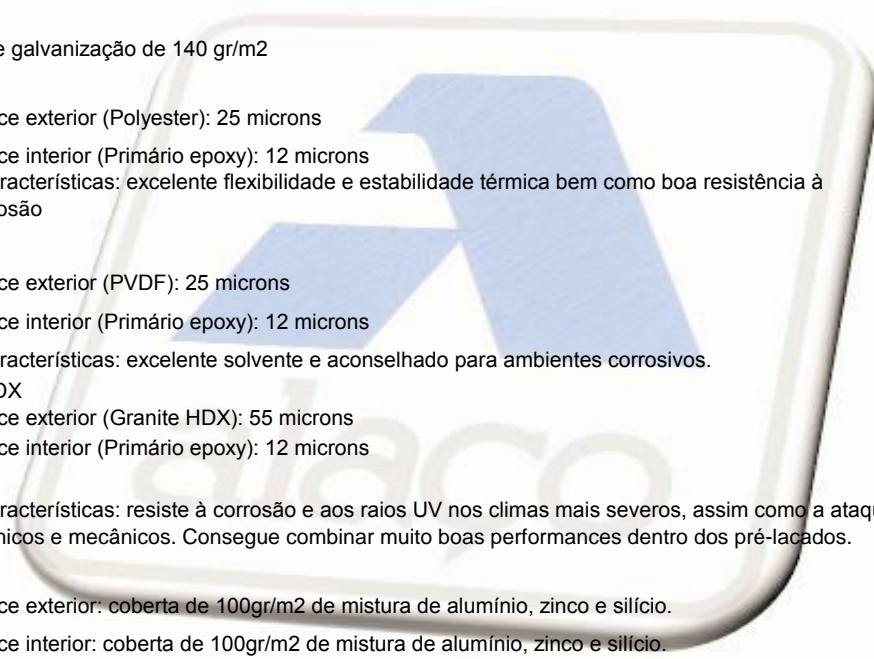 e galvanização de 140 gr/m2
ce exterior (Polyester): 25 microns
ce interior (Primário epoxy): 12 microns
racterísticas: excelente flexibilidade e estabilidade térmica bem como boa resistência à
osão
ce exterior (PVDF): 25 microns
ce interior (Primário epoxy): 12 microns
racterísticas: excelente solvente e aconselhado para ambientes corrosivos.
DX
ce exterior (Granite HDX): 55 microns
ce interior (Primário epoxy): 12 microns
alaço
racterísticas: resiste à corrosão e aos raios UV nos climas mais severos, assim como a ataqu
nicos e mecânicos. Consegue combinar muito boas performances dentro dos pré-lacados.
ce exterior: coberta de 100gr/m2 de mistura de alumínio, zinco e silício.
ce interior: coberta de 100gr/m2 de mistura de alumínio, zinco e silício.